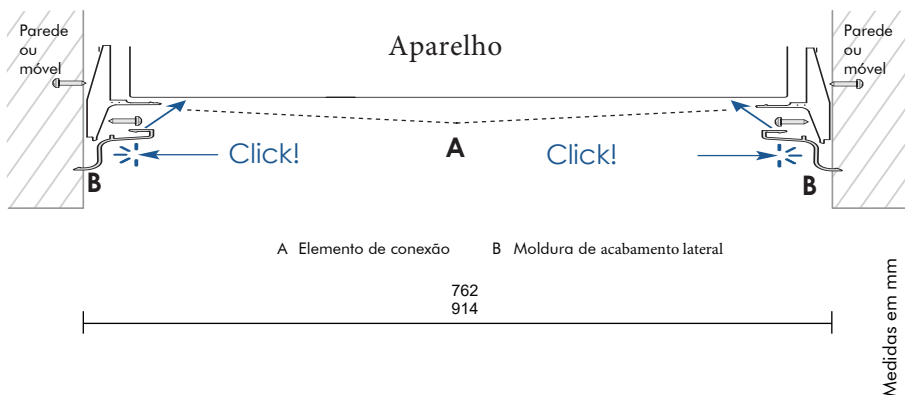 Parede
ou
móvel
Aparelho
Parede
ou
móvel
Click!
A
Click!
B
B
A Elemento de conexão B Moldura de acabamento lateral
762
914
Medidas em mm